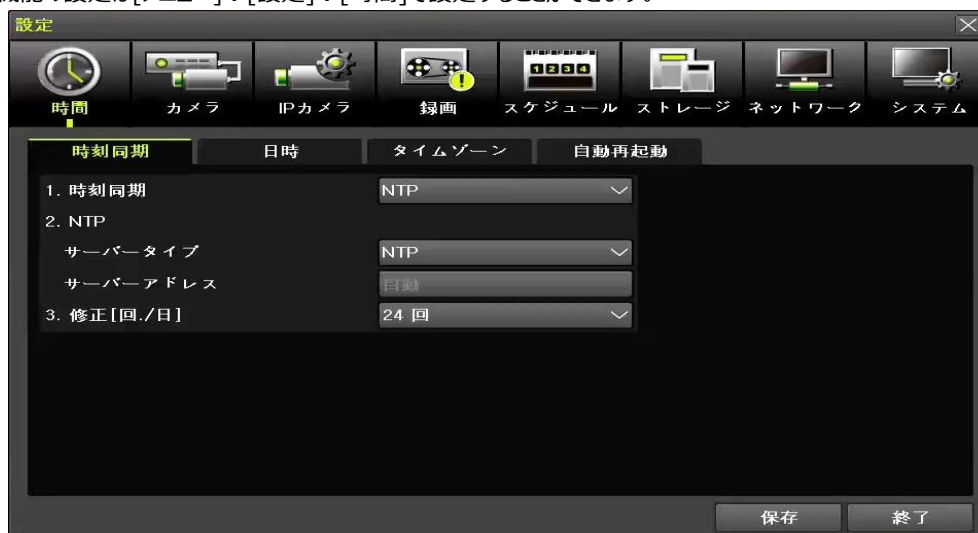 設定
時間 カメラ IPカメラ 録画 スケジュール ストレージ ネットワーク システム
1 2 3 4
時刻同期 日時 タイムゾーン 自動再起動
1. 時刻同期 NTP
2. NTP
サーバータイプ NTP
サーバーアドレス 自動
3. 修正[回./日] 24 回
保存 終了